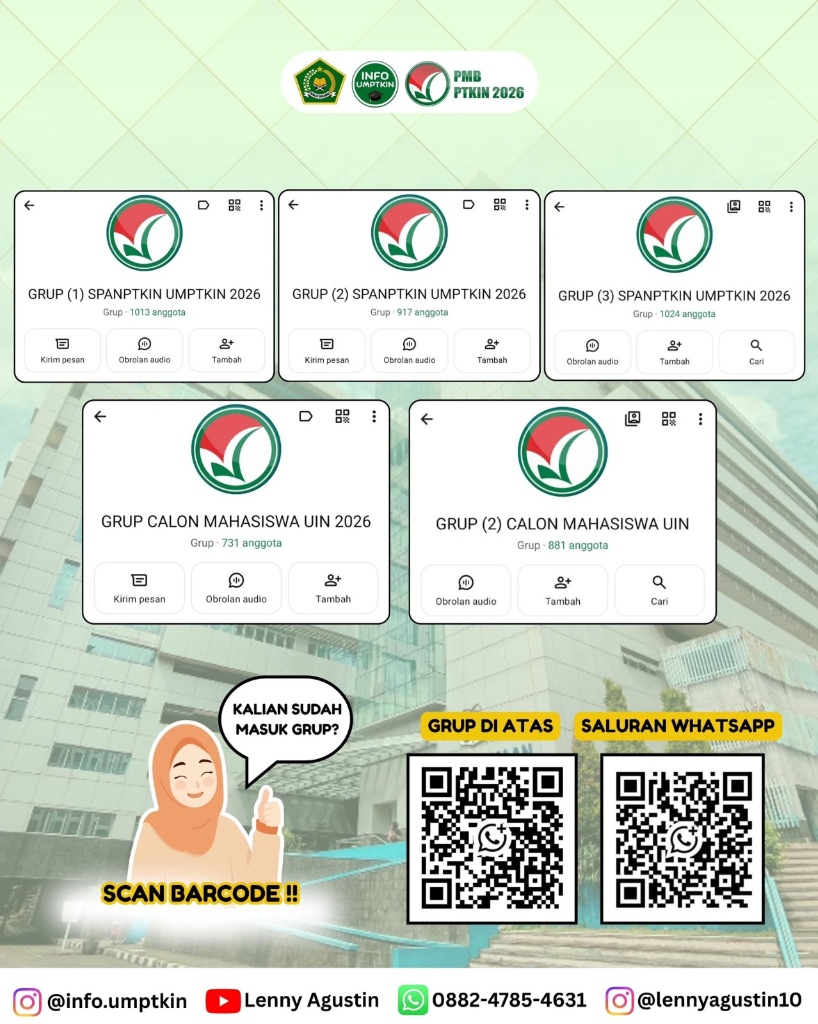 INFO
UMPTKIN
PMB
PTKIN 2026
GRUP (1) SPANPTKIN UMPTKIN 2026
Grup · 1013 anggota
Kirim pesan
Obrolan audio
Tambah
GRUP (2) SPANPTKIN UMPTKIN 2026
Grup · 917 anggota
Kirim pesan
Obrolan audio
Tambah
GRUP (3) SPANPTKIN UMPTKIN 2026
Grup · 1024 anggota
Obrolan audio
Tambah
Cari
GRUP CALON MAHASISWA UIN 2026
Grup · 731 anggota
Kirim pesan
Obrolan audio
Tambah
GRUP (2) CALON MAHASISWA UIN
Grup · 881 anggota
Obrolan audio
Tambah
Cari
KALIAN SUDAH
MASUK GRUP?
SCAN BARCODE !!
GRUP DI ATAS
SALURAN WHATSAPP
@info.umptkin
Lenny Agustin
0882-4785-4631
@lennyagustin10